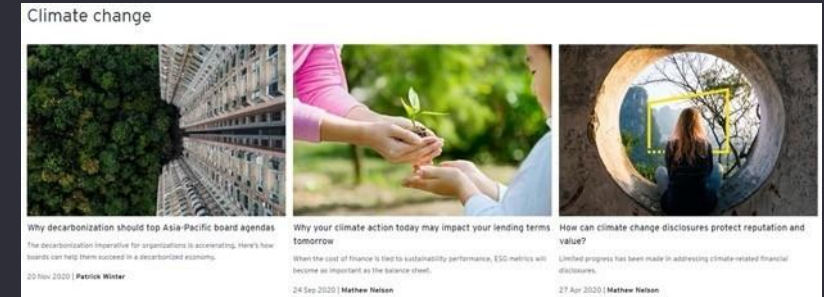 Climate change
Why decarbonization should top Asia-Pacific board agendas
The decarbonization imperative for organizations is accelerating. Here's how
boards can help them succeed in a decarbonized economy.
20 Nov 2020 | Patrick Winter
Why your climate action today may impact your lending terms
tomorrow
When the cost of finance is tied to sustainability performance, ESG metrics will
become as important as the balance sheet.
24 Sep 2020 | Mathew Nelson
How can climate change disclosures protect reputation and
value?
Limited progress has been made in addressing climate-related financial
disclosures.
27 Apr 2020 | Mathew Nelson